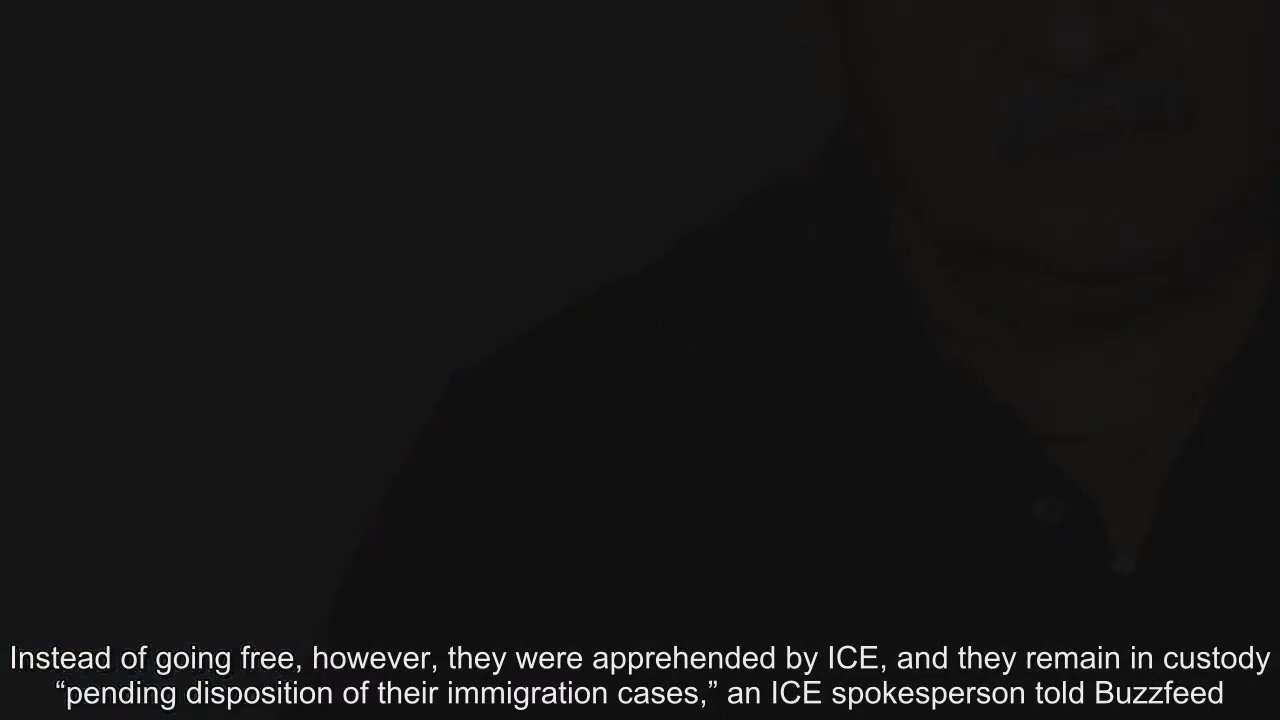 Instead of going free, however, they were apprehended by ICE, and they remain in custody
“pending disposition of their immigration cases,” an ICE spokesperson told Buzzfeed